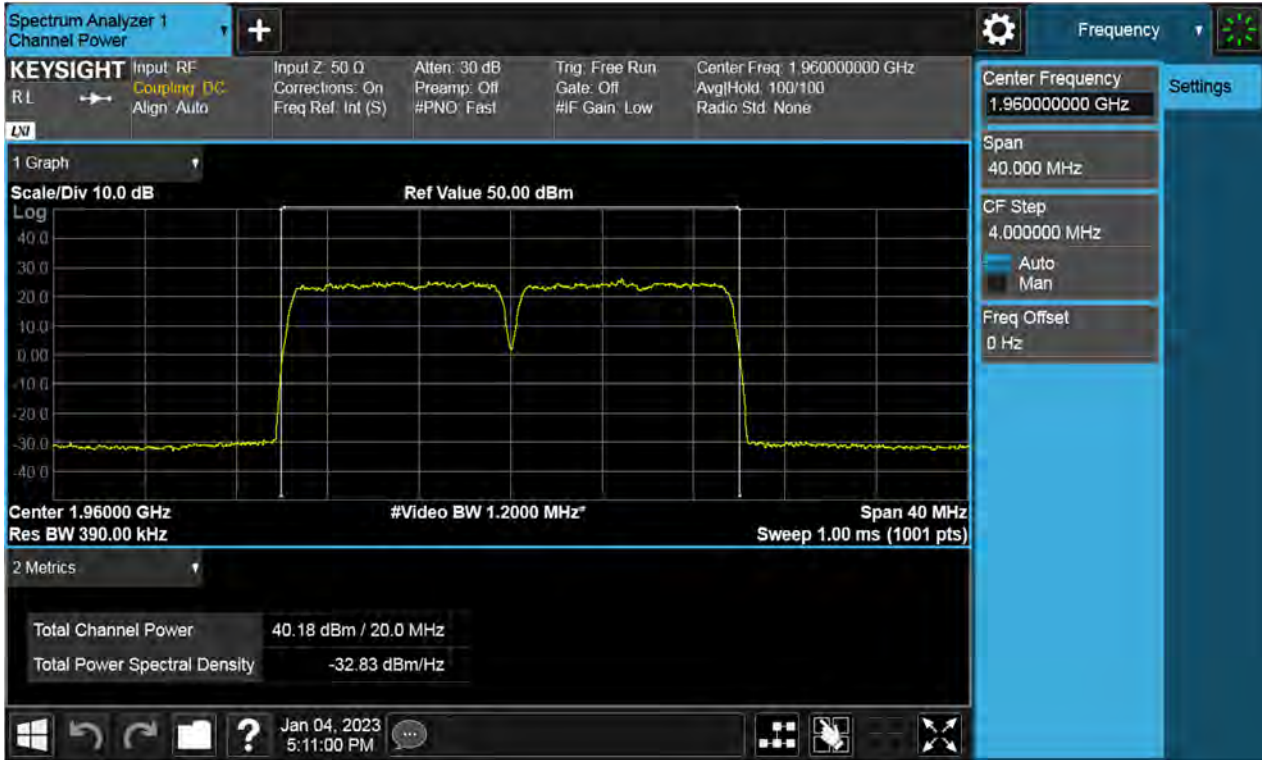 Spectrum Analyzer 1
Channel Power
+
Frequency
KEYSIGHT
R L
LXI
Input: RF
Coupling: DC
Align: Auto
Input Z: 50 Ω
Corrections: On
Freq Ref: Int (S)
Atten: 30 dB
Preamp: Off
#PNO: Fast
Trig: Free Run
Gate: Off
#IF Gain: Low
Center Freq: 1.960000000 GHz
Avg|Hold: 100/100
Radio Std: None
1 Graph
Scale/Div 10.0 dB
Ref Value 50.00 dBm
Log
40.0
30.0
20.0
10.0
0.00
-10.0
-20.0
-30.0
-40.0
Center 1.96000 GHz
#Video BW 1.2000 MHz*
Span 40 MHz
Res BW 390.00 kHz
Sweep 1.00 ms (1001 pts)
2 Metrics
Total Channel Power 40.18 dBm / 20.0 MHz
Total Power Spectral Density -32.83 dBm/Hz
?
Jan 04, 2023
5:11:00 PM
Center Frequency
1.960000000 GHz
Settings
Span
40.000 MHz
CF Step
4.000000 MHz
Auto
Man
Freq Offset
0 Hz